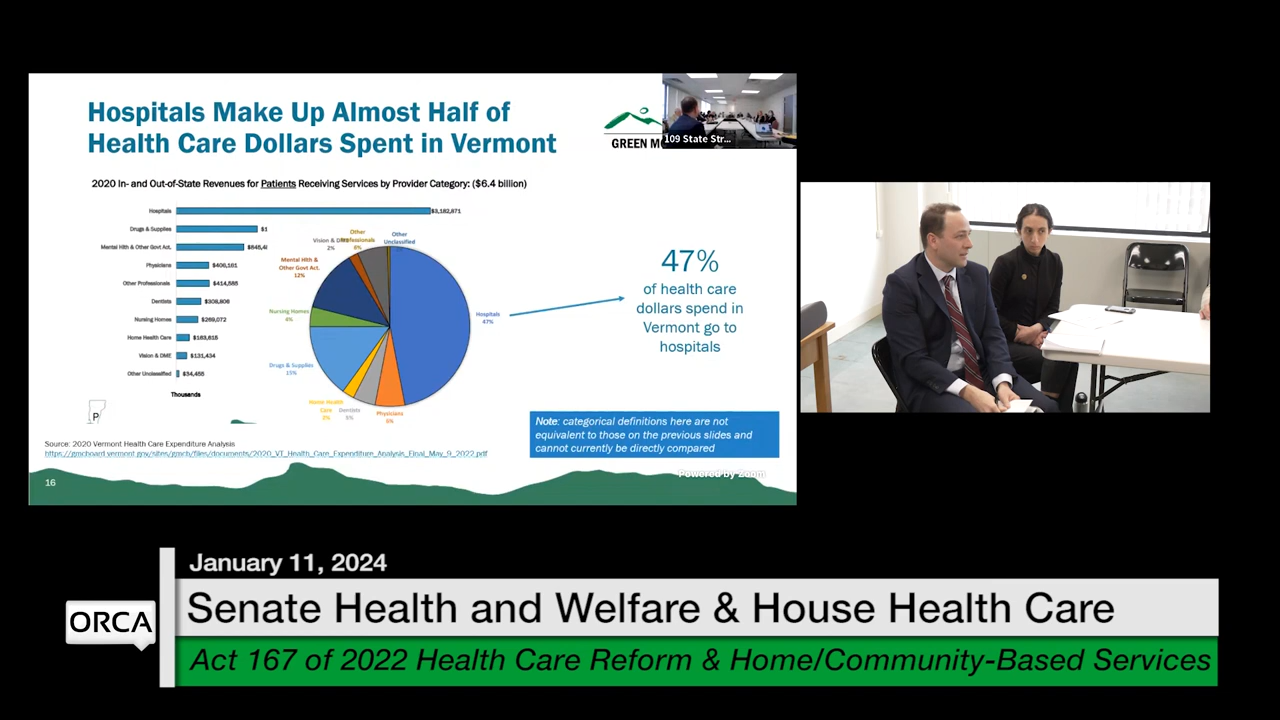 Hospitals Make Up Almost Half of
Health Care Dollars Spent in Vermont
GREEN M
109 State Str...
2020 In- and Out-of-State Revenues for Patients Receiving Services by Provider Category: ($6.4 billion)
Hospitals $3,182,871
Drugs & Supplies $1
Mental Hlth & Other Govt Act. $848,4
Physicians $406,161
Other Professionals $414,555
Dentists $308,806
Nursing Homes $269,072
Home Health Care $163,615
Vision & DME $131,434
Other Unclassified $34,455
Thousands
Vision & DME
2%
Other
Professionals
6%
Other
Unclassified
Mental Hlth &
Other Govt Act.
12%
Nursing Homes
4%
Drugs & Supplies
15%
Home Health
Care
Dentists
5%
Physicians
6%
Hospitals
47%
47%
of health care
dollars spend in
Vermont go to
hospitals
P
Note: categorical definitions here are not
equivalent to those on the previous slides and
cannot currently be directly compared
Source: 2020 Vermont Health Care Expenditure Analysis
https://gmcboard.vermont.gov/sites/gmcb/files/documents/2020_VT_Health_Care_Expenditure_Analysis_Final_May_9_2022.pdf
Powered by Zoom
16
January 11, 2024
ORCA
Senate Health and Welfare & House Health Care
Act 167 of 2022 Health Care Reform & Home/Community-Based Services